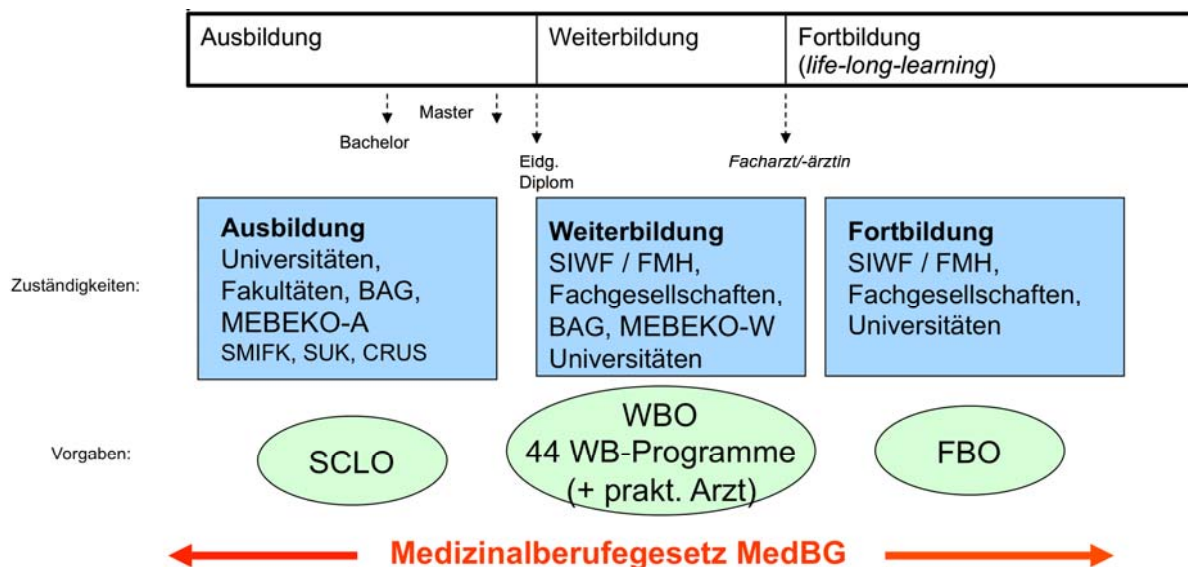 Ausbildung
Weiterbildung
Fortbildung
(life-long-learning)
Master
Bachelor
Eidg.
Diplom
Facharzt/-ärztin
Zuständigkeiten:
Ausbildung
Universitäten,
Fakultäten, BAG,
MEBEKO-A
SMIFK, SUK, CRUS
Weiterbildung
SIWF / FMH,
Fachgesellschaften,
BAG, MEBEKO-W
Universitäten
Fortbildung
SIWF / FMH,
Fachgesellschaften,
Universitäten
Vorgaben:
SCLO
WBO
44 WB-Programme
(+ prakt. Arzt)
FBO
Medizinalberufegesetz MedBG